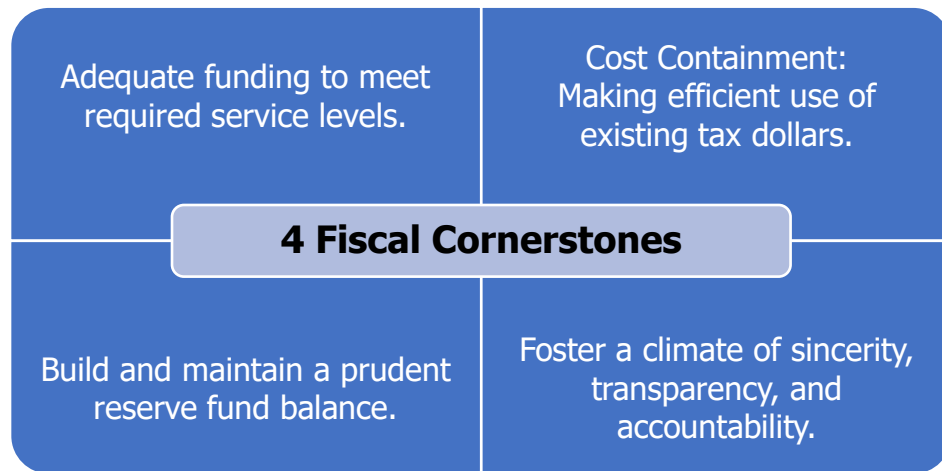 Adequate funding to meet
required service levels.
Cost Containment:
Making efficient use of
existing tax dollars.
4 Fiscal Cornerstones
Build and maintain a prudent
reserve fund balance.
Foster a climate of sincerity,
transparency, and
accountability.